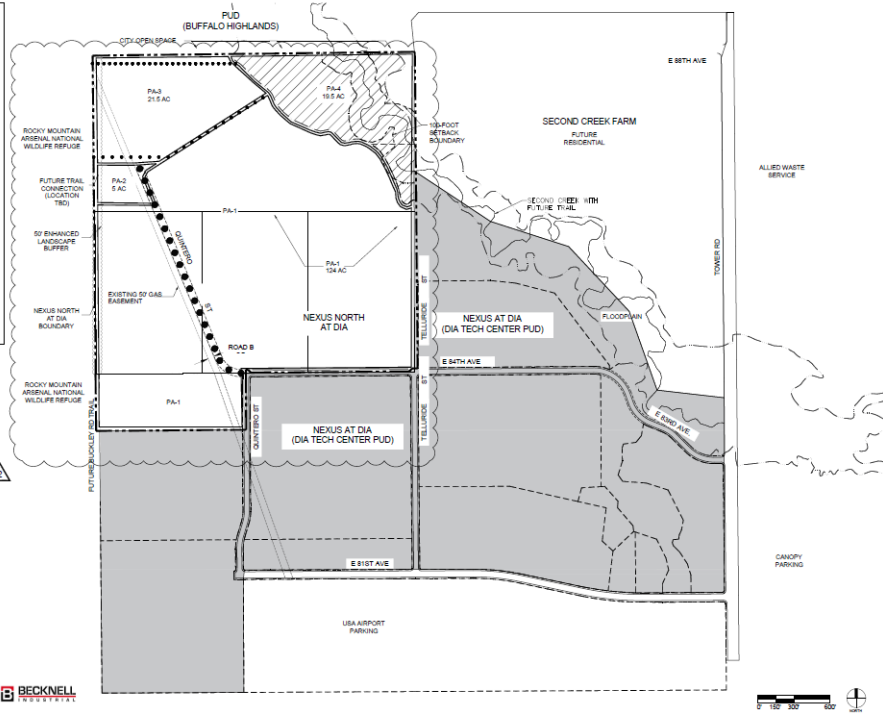 PUD
(BUFFALO HIGHLANDS)
CITY OPEN SPACE
E 88TH AVE
PA-3
21.5 AC
PA-4
19.5 AC
ROCKY MOUNTAIN
ARSENAL NATIONAL
WILDLIFE REFUGE
100-FOOT
SETBACK
BOUNDARY
SECOND CREEK FARM
FUTURE
RESIDENTIAL
ALLIED WASTE
SERVICE
FUTURE TRAIL
CONNECTION
(LOCATION
TBD)
PA-2
5 AC
SECOND CREEK WITH
FUTURE TRAIL
PA-1
50' ENHANCED
LANDSCAPE
BUFFER
QUINTERO
ST
PA-1
124 AC
TOWER RD
EXISTING 50' GAS
EASEMENT
NEXUS NORTH
AT DIA
BOUNDARY
NEXUS NORTH
AT DIA
TELLURIDE ST
NEXUS AT DIA
(DIA TECH CENTER PUD)
FLOODPLAIN
ROAD B
E 84TH AVE
ROCKY MOUNTAIN
ARSENAL NATIONAL
WILDLIFE REFUGE
PA-1
FUTURE BUCKLEY RD TRAIL
QUINTERO ST
NEXUS AT DIA
(DIA TECH CENTER PUD)
TELLURIDE ST
E 83RD AVE.
E 81ST AVE
CANOPY
PARKING
USA AIRPORT
PARKING
B BECKNELL
INDUSTRIAL
0' 150' 300' 600'
NORTH